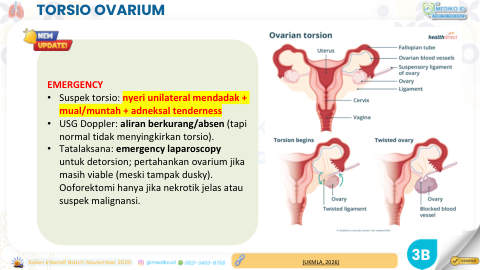 TORSIO OVARIUM
NEW
UPDATE!
EMERGENCY
• Suspek torsio: nyeri unilateral mendadak +
mual/muntah + adneksal tenderness
• USG Doppler: aliran berkurang/absen (tapi
normal tidak menyingkirkan torsio).
• Tatalaksana: emergency laparoscopy
untuk detorsion; pertahankan ovarium jika
masih viable (meski tampak dusky).
Ooforektomi hanya jika nekrotik jelas atau
suspek malignansi.
Ovarian torsion
Uterus
Fallopian tube
Ovarian blood vessels
Suspensory ligament
of ovary
Ovary
Ligament
Cervix
Vagina
Torsion begins
Twisted ovary
Ovary
Twisted ligament
Ovary
Blocked blood
vessel
(UKMLA, 2026)
3B